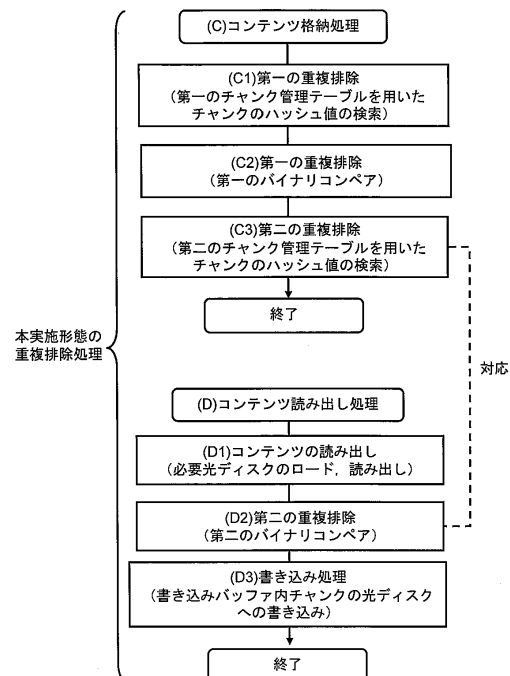 (C)コンテンツ格納処理
(C1)第一の重複排除
(第一のチャンク管理テーブルを用いた
チャンクのハッシュ値の検索)
(C2)第一の重複排除
(第一のバイナリコンペア)
(C3)第二の重複排除
(第二のチャンク管理テーブルを用いた
チャンクのハッシュ値の検索)
終了
本実施形態の
重複排除処理
対応
(D)コンテンツ読み出し処理
(D1)コンテンツの読み出し
(必要光ディスクのロード,読み出し)
(D2)第二の重複排除
(第二のバイナリコンペア)
(D3)書き込み処理
(書き込みバッファ内チャンクの光ディスク
への書き込み)
終了